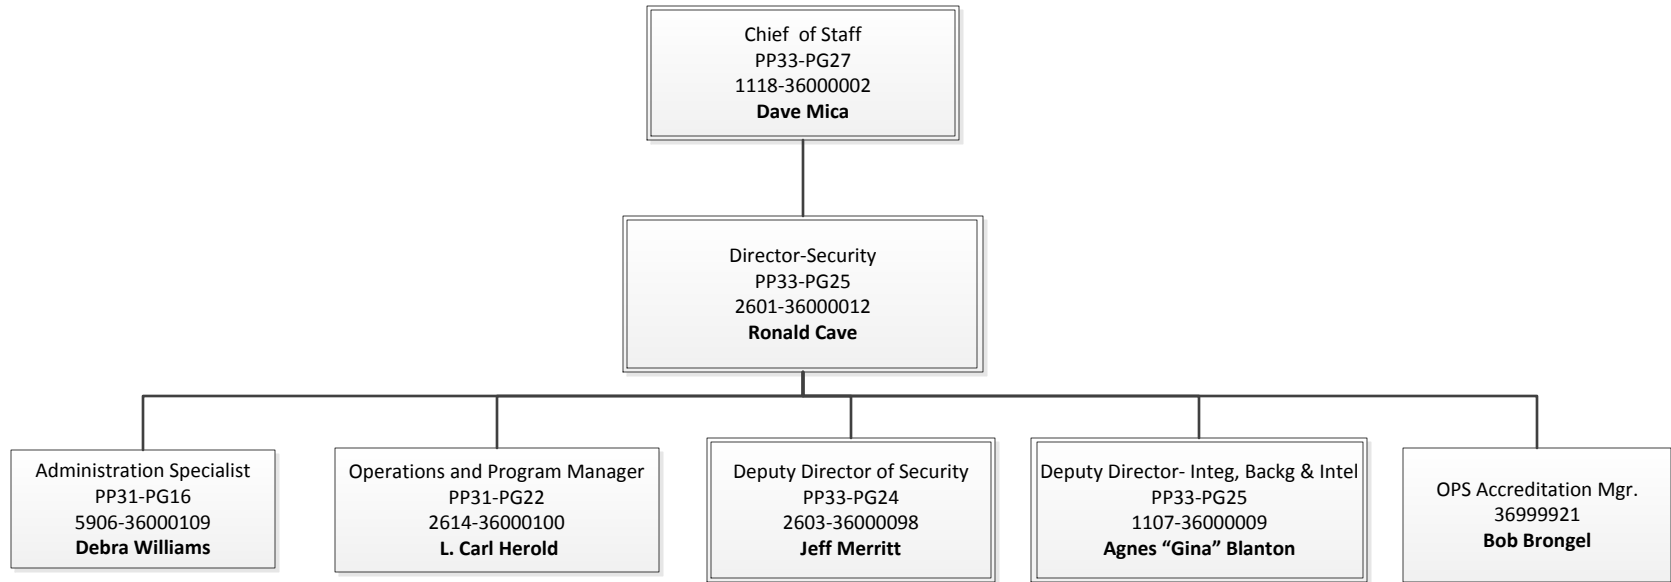 Chief  of Staff
PP33-PG27
1118-36000002
Dave Mica
Director-Security
PP33-PG25
2601-36000012
Ronald Cave
Administration Specialist
PP31-PG16
5906-36000109
Debra Williams
Operations and Program Manager
PP31-PG22
2614-36000100
L. Carl Herold
Deputy Director of Security
PP33-PG24
2603-36000098
Jeff Merritt
Deputy Director- Integ, Backg & Intel
PP33-PG25
1107-36000009
Agnes “Gina” Blanton
OPS Accreditation Mgr.
36999921
Bob Brongel